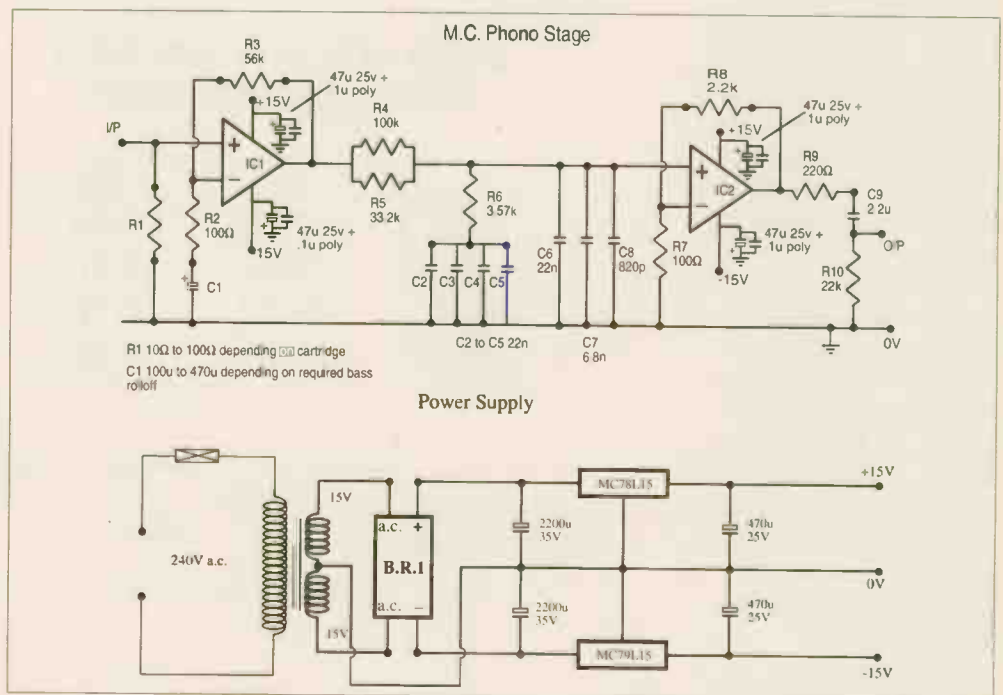 M.C. Phono Stage
R3
56k
47u 25v +
1u poly
+15V
R4
100k
I/P
+
IC1
−
R5
33.2k
R1
R2
100Ω
47u 25v +
.1u poly
-15V
C1
R6
3.57k
C2
C3
C4
C5
C2 to C5 22n
C6
22n
C7
6.8n
C8
820p
R8
2.2k
47u 25v +
1u poly
+15V
+
IC2
−
R9
220Ω
C9
2.2u
O/P
R7
100Ω
47u 25v +
1u poly
-15V
R10
22k
0V
R1 10Ω to 100Ω depending on cartridge
C1 100u to 470u depending on required bass
rolloff
Power Supply
240V a.c.
15V
15V
a.c. +
B.R.1
a.c. −
2200u
35V
2200u
35V
MC78L15
MC79L15
470u
25V
470u
25V
+15V
0V
-15V